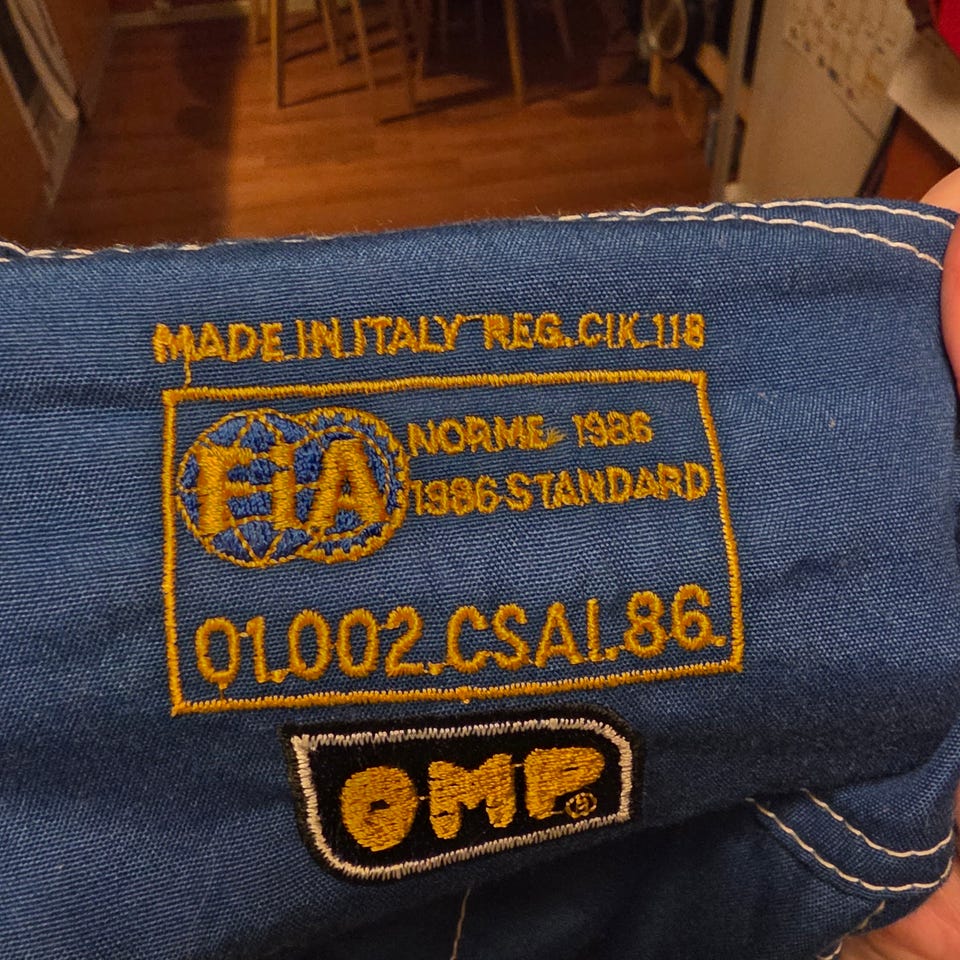 MADE IN ITALY REG. CIK 118
FIA
NORME 1986
1986 STANDARD
01.002.CSAI.86.
OMP®